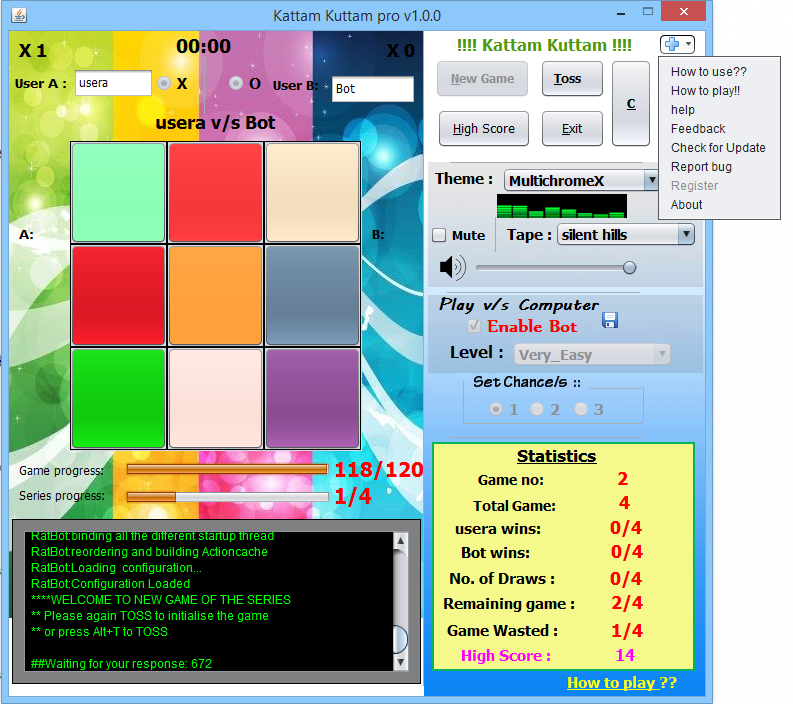 Kattam Kuttam pro v1.0.0
X 1
00:00
X 0
User A :
usera
X
O
User B:
Bot
usera v/s Bot
A:
B:
Game progress:
118/120
Series progress:
1/4
RatBot:binding all the different startup thread
RatBot:reordering and building Actioncache
RatBot:Loading configuration...
RatBot:Configuration Loaded
****WELCOME TO NEW GAME OF THE SERIES
** Please again TOSS to initialise the game
** or press Alt+T to TOSS
##Waiting for your response: 672
!!!! Kattam Kuttam !!!!
New Game
Toss
C
High Score
Exit
How to use??
How to play!!
help
Feedback
Check for Update
Report bug
Register
About
Theme :
MultichromeX
Mute
Tape :
silent hills
Play v/s Computer
Enable Bot
Level :
Very_Easy
Set Chance/s ::
1
2
3
Statistics
Game no: 2
Total Game: 4
usera wins: 0/4
Bot wins: 0/4
No. of Draws : 0/4
Remaining game : 2/4
Game Wasted : 1/4
High Score : 14
How to play ??